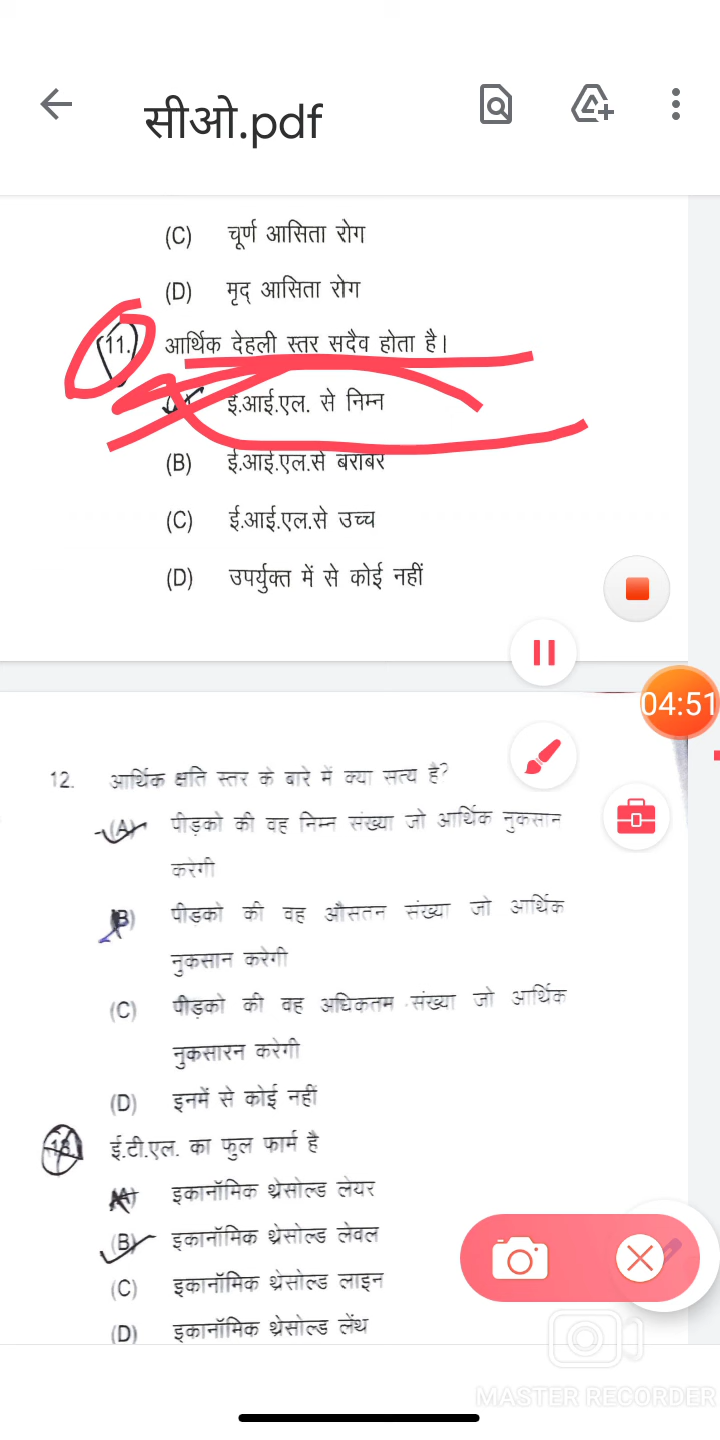 सीओ.pdf
(C) चूर्ण आसिता रोग
(D) मृद् आसिता रोग
11. आर्थिक देहली स्तर सदैव होता है।
ई.आई.एल. से निम्न
(B) ई.आई.एल.से बराबर
(C) ई.आई.एल.से उच्च
(D) उपर्युक्त में से कोई नहीं
04:51
12. आर्थिक क्षति स्तर के बारे में क्या सत्य है?
(A) पीड़को की वह निम्न संख्या जो आर्थिक नुकसान
करेगी
(B) पीड़को की वह औसतन संख्या जो आर्थिक
नुकसान करेगी
(C) पीड़को की वह अधिकतम संख्या जो आर्थिक
नुकसारन करेगी
(D) इनमें से कोई नहीं
13. ई.टी.एल. का फुल फार्म है
(A) इकानॉमिक थ्रेसोल्ड लेयर
(B) इकानॉमिक थ्रेसोल्ड लेवल
(C) इकानॉमिक थ्रेसोल्ड लाइन
(D) इकानॉमिक थ्रेसोल्ड लेंथ
MASTER RECORDER